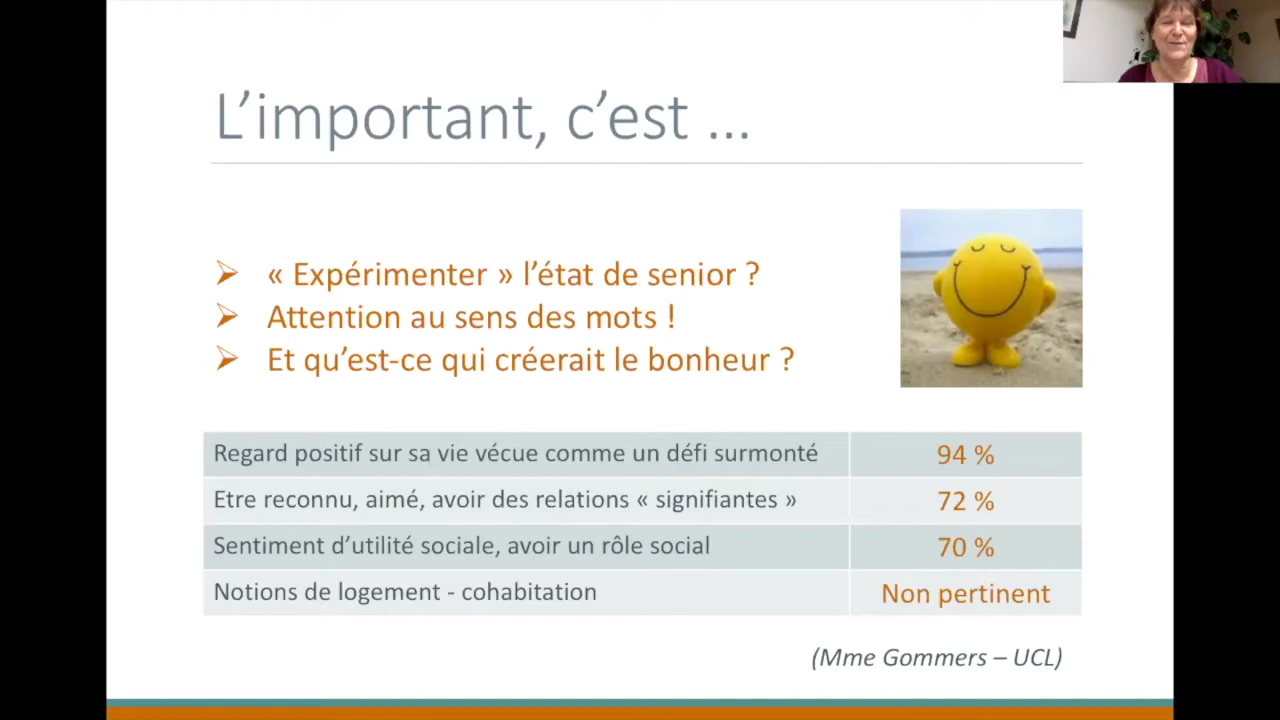 L’important, c’est …
« Expérimenter » l’état de senior ?
Attention au sens des mots !
Et qu’est-ce qui créerait le bonheur ?
Regard positif sur sa vie vécue comme un défi surmonté 94 %
Etre reconnu, aimé, avoir des relations « signifiantes » 72 %
Sentiment d’utilité sociale, avoir un rôle social 70 %
Notions de logement - cohabitation Non pertinent
(Mme Gommers – UCL)